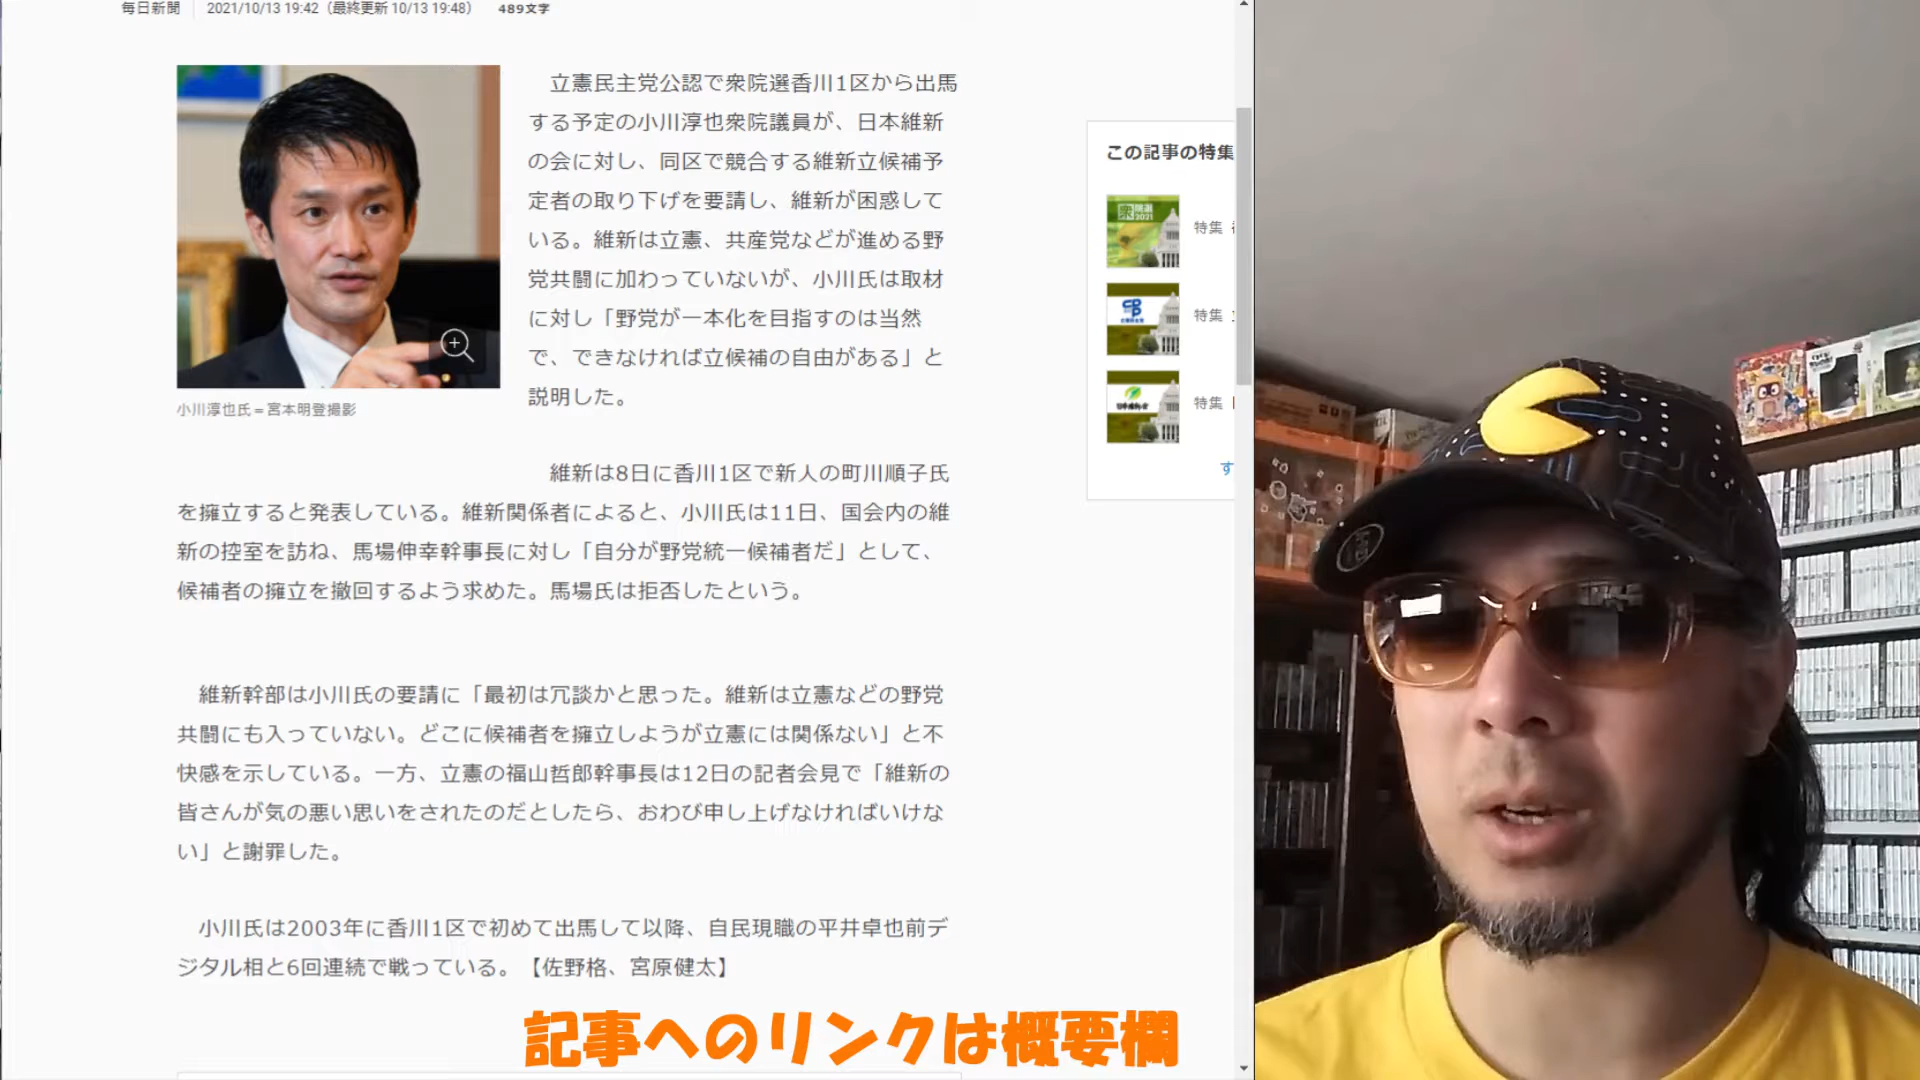 毎日新聞 2021/10/13 19:42（最終更新 10/13 19:48） 489文字
立憲民主党公認で衆院選香川1区から出馬
する予定の小川淳也衆院議員が、日本維新
の会に対し、同区で競合する維新立候補予
定者の取り下げを要請し、維新が困惑して
いる。維新は立憲、共産党などが進める野
党共闘に加わっていないが、小川氏は取材
に対し「野党が一本化を目指すのは当然
で、できなければ立候補の自由がある」と
説明した。
小川淳也氏＝宮本明登撮影
維新は8日に香川1区で新人の町川順子氏
を擁立すると発表している。維新関係者によると、小川氏は11日、国会内の維
新の控室を訪ね、馬場伸幸幹事長に対し「自分が野党統一候補者だ」として、
候補者の擁立を撤回するよう求めた。馬場氏は拒否したという。
維新幹部は小川氏の要請に「最初は冗談かと思った。維新は立憲などの野党
共闘にも入っていない。どこに候補者を擁立しようが立憲には関係ない」と不
快感を示している。一方、立憲の福山哲郎幹事長は12日の記者会見で「維新の
皆さんが気の悪い思いをされたのだとしたら、おわび申し上げなければいけな
い」と謝罪した。
小川氏は2003年に香川1区で初めて出馬して以降、自民現職の平井卓也前デ
ジタル相と6回連続で戦っている。【佐野格、宮原健太】
この記事の特集
衆院選
2021
特集
特集
特集
す
記事へのリンクは概要欄